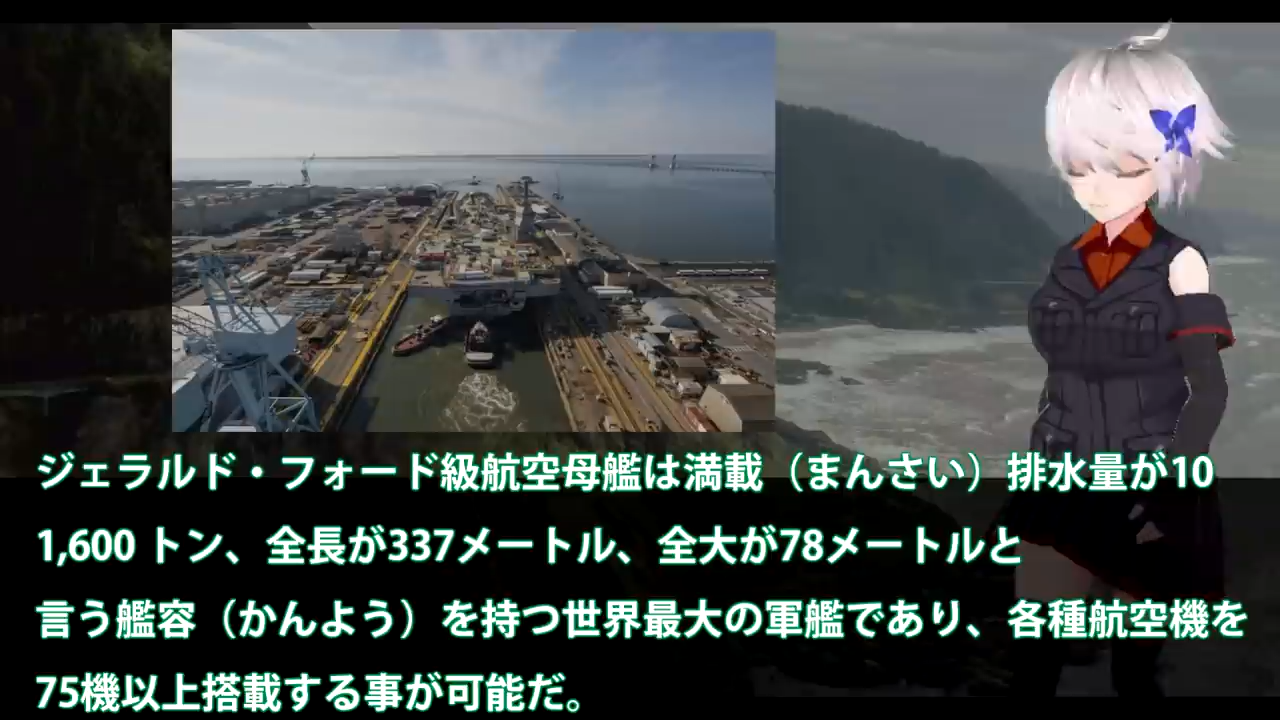 ジェラルド・フォード級航空母艦は満載（まんさい）排水量が10
1,600 トン、全長が337メートル、全大が78メートルと
言う艦容（かんよう）を持つ世界最大の軍艦であり、各種航空機を
75機以上搭載する事が可能だ。